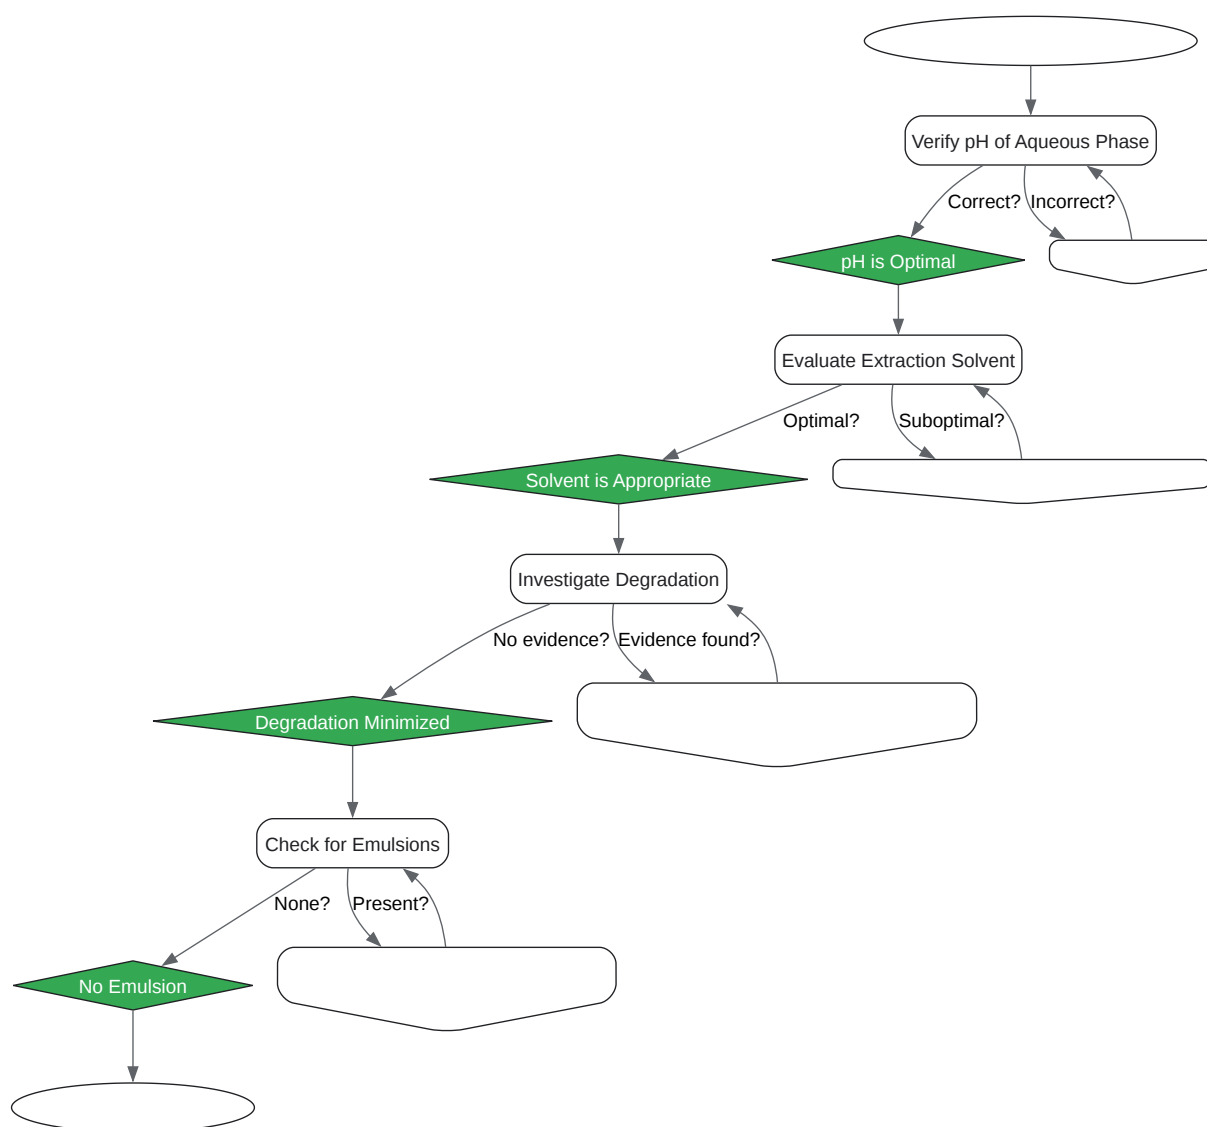 Verify pH of Aqueous Phase
Correct?
Incorrect?
pH is Optimal
Evaluate Extraction Solvent
Optimal?
Suboptimal?
Solvent is Appropriate
Investigate Degradation
No evidence?
Evidence found?
Degradation Minimized
Check for Emulsions
None?
Present?
No Emulsion